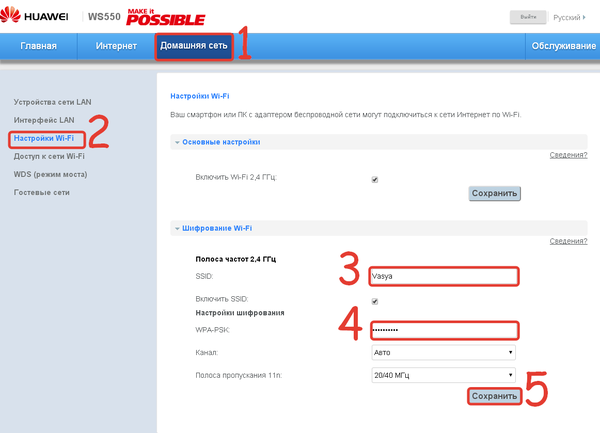 HUAWEI WS550 MAKE it POSSIBLE Выйти Русский
Главная Интернет Домашняя сеть 1 Обслуживание
Устройства сети LAN
Интерфейс LAN
Настройки Wi-Fi 2
Доступ к сети Wi-Fi
WDS (режим моста)
Гостевые сети
Настройки Wi-Fi
Ваш смартфон или ПК с адаптером беспроводной сети могут подключиться к сети Интернет по Wi-Fi.
Основные настройки
Сведения?
Включить Wi-Fi 2,4 ГГц:
Сохранить
Шифрование Wi-Fi
Сведения?
Полоса частот 2,4 ГГц
SSID: 3 Vasya
Включить SSID:
Настройки шифрования
WPA-PSK: 4 ••••••••••
Канал: Авто
Полоса пропускания 11n: 20/40 МГц
Сохранить 5